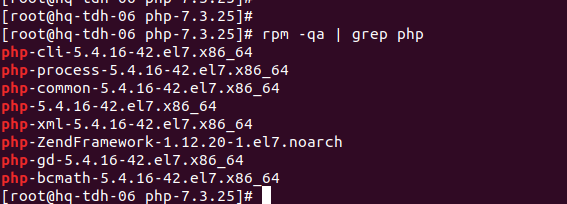 [root@hq-tdh-06 php-7.3.25]#
[root@hq-tdh-06 php-7.3.25]#
[root@hq-tdh-06 php-7.3.25]# rpm -qa | grep php
php-cli-5.4.16-42.el7.x86_64
php-process-5.4.16-42.el7.x86_64
php-common-5.4.16-42.el7.x86_64
php-5.4.16-42.el7.x86_64
php-xml-5.4.16-42.el7.x86_64
php-ZendFramework-1.12.20-1.el7.noarch
php-gd-5.4.16-42.el7.x86_64
php-bcmath-5.4.16-42.el7.x86_64
[root@hq-tdh-06 php-7.3.25]#